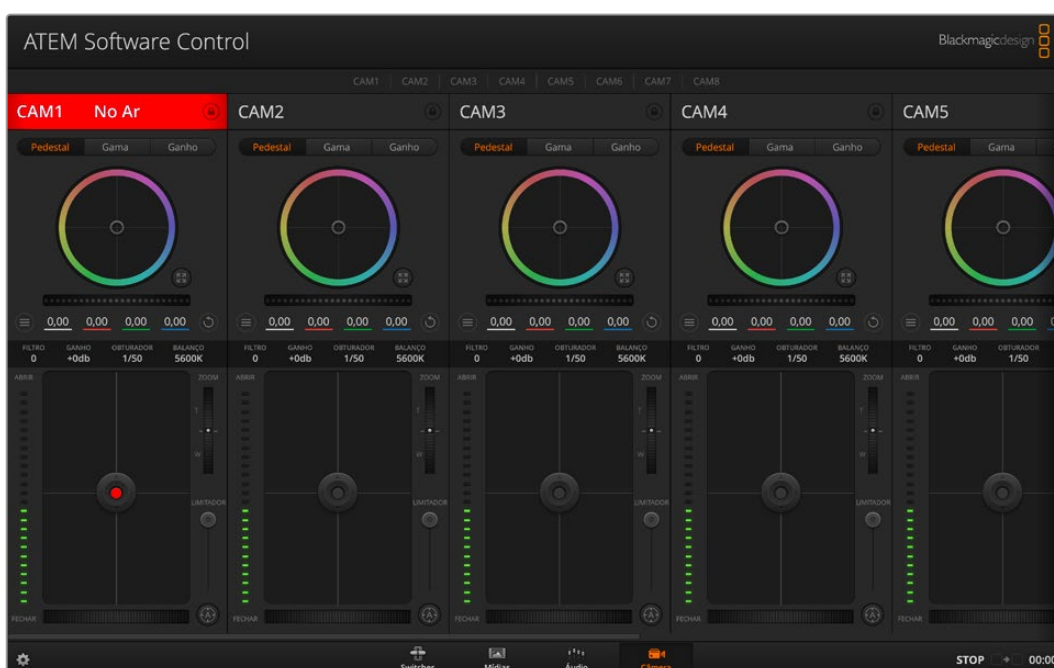 ATEM Software Control
Blackmagicdesign
CAM1 CAM2 CAM3 CAM4 CAM5 CAM6 CAM7 CAM8
CAM1 No Ar CAM2 CAM3 CAM4 CAM5
Pedestal Gama Ganho Pedestal Gama Ganho Pedestal Gama Ganho Pedestal Gama Ganho Pedestal Gama
0,00 0,00 0,00 0,00 0,00 0,00 0,00 0,00 0,00 0,00 0,00 0,00 0,00 0,00 0,00 0,00 0,00 0,00 0,00
FILTRO GANHO OBTURADOR BALANÇO FILTRO GANHO OBTURADOR BALANÇO FILTRO GANHO OBTURADOR BALANÇO FILTRO GANHO OBTURADOR BALANÇO FILTRO GANHO OBTURADOR
0 +0db 1/50 5600K 0 +0db 1/50 5600K 0 +0db 1/50 5600K 0 +0db 1/50 5600K 0 +0db 1/50
ABRIR ZOOM ABRIR ZOOM ABRIR ZOOM ABRIR ZOOM ABRIR
T T T T
W W W W
LIMITADOR LIMITADOR LIMITADOR LIMITADOR
FECHAR FECHAR FECHAR FECHAR FECHAR
Switcher Mídias Áudio Câmera
STOP 00:00